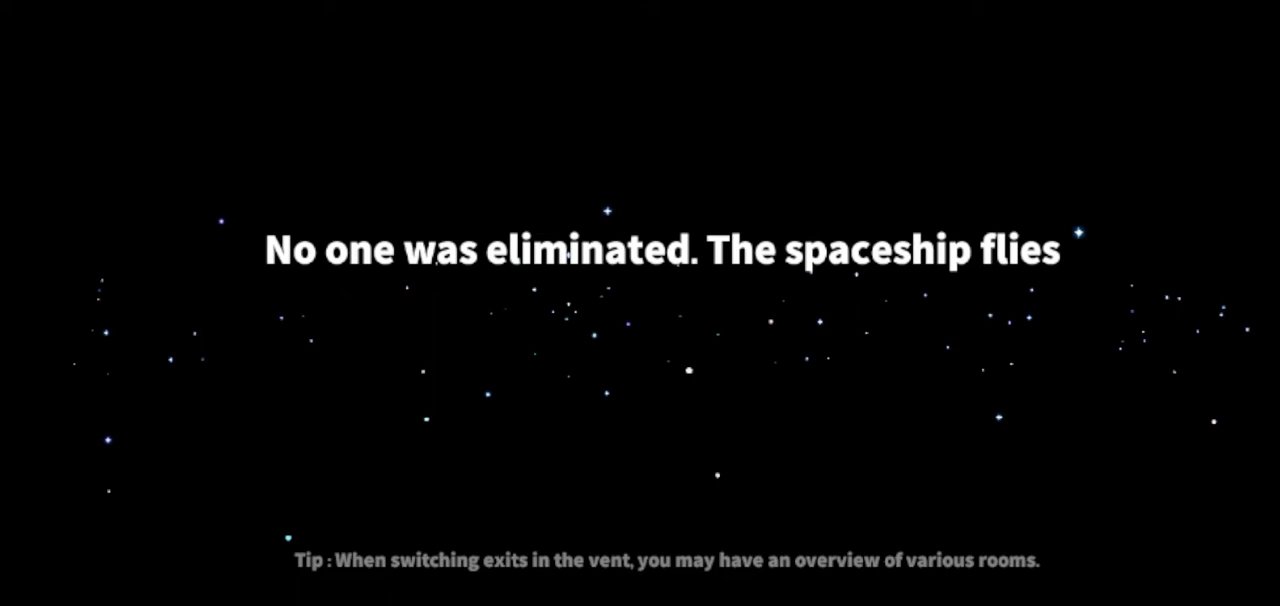 No one was eliminated. The spaceship flies
Tip : When switching exits in the vent, you may have an overview of various rooms.